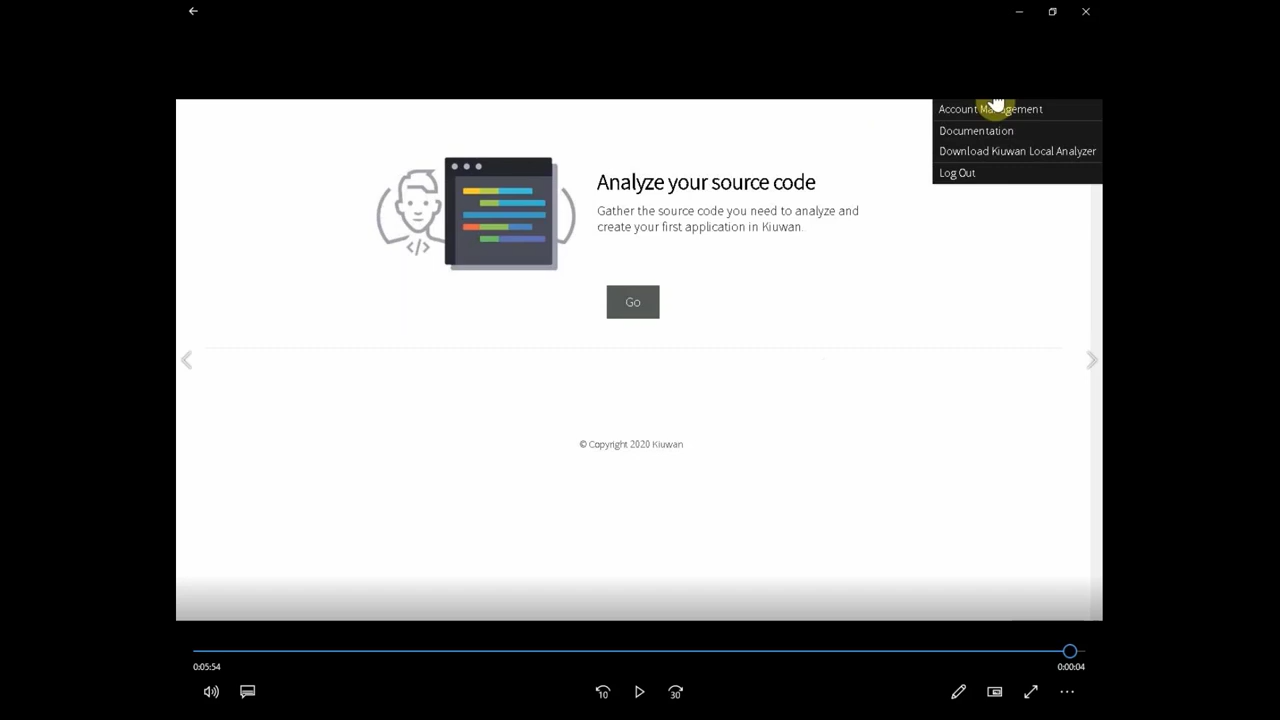 Account Management
Documentation
Download Kiuwan Local Analyzer
Log Out
Analyze your source code
Gather the source code you need to analyze and
create your first application in Kiuwan.
Go
© Copyright 2020 Kiuwan
0:05:54
0:00:04
10
30